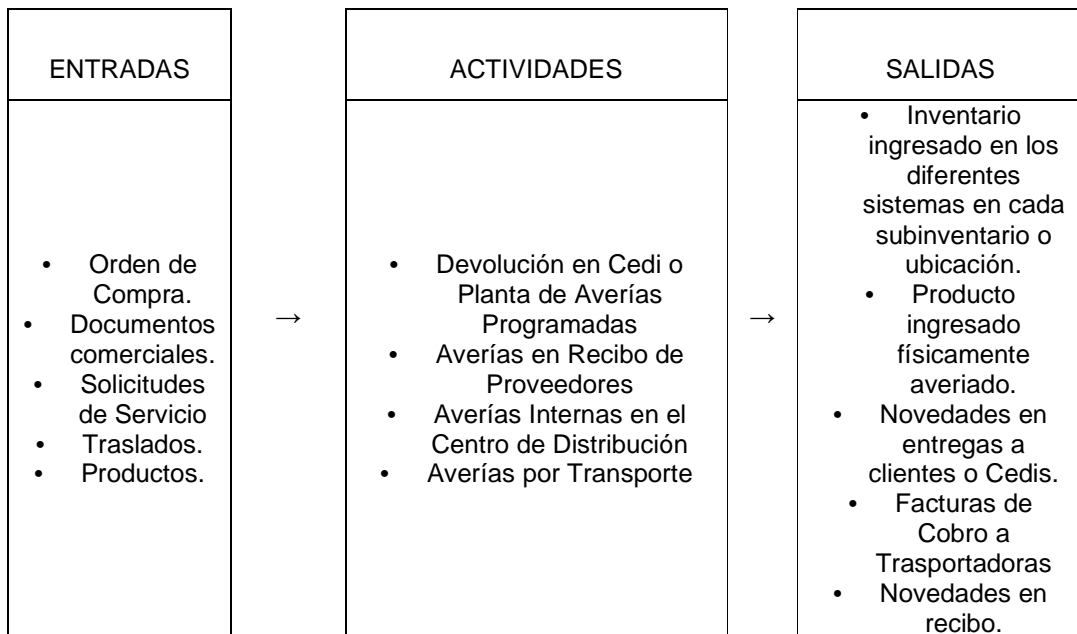 ENTRADAS
• Orden de
Compra.
• Documentos
comerciales.
• Solicitudes
de Servicio
• Traslados.
• Productos.
→
ACTIVIDADES
• Devolución en Cedi o
Planta de Averías
Programadas
• Averías en Recibo de
Proveedores
• Averías Internas en el
Centro de Distribución
• Averías por Transporte
→
SALIDAS
• Inventario
ingresado en los
diferentes
sistemas en cada
subinventario o
ubicación.
• Producto
ingresado
físicamente
averiado.
• Novedades en
entregas a
clientes o Cedis.
• Facturas de
Cobro a
Trasportadoras
• Novedades en
recibo.